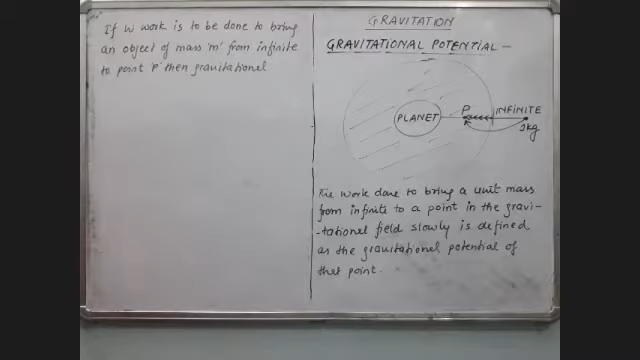 If W work is to be done to bring
an object of mass 'm' from infinite
to point 'P' then gravitational
GRAVITATION
GRAVITATIONAL POTENTIAL -
PLANET
P
INFINITE
1kg
The work done to bring a unit mass
from infinite to a point in the gravi-
-tational field slowly is defined
as the gravitational potential of
that point.